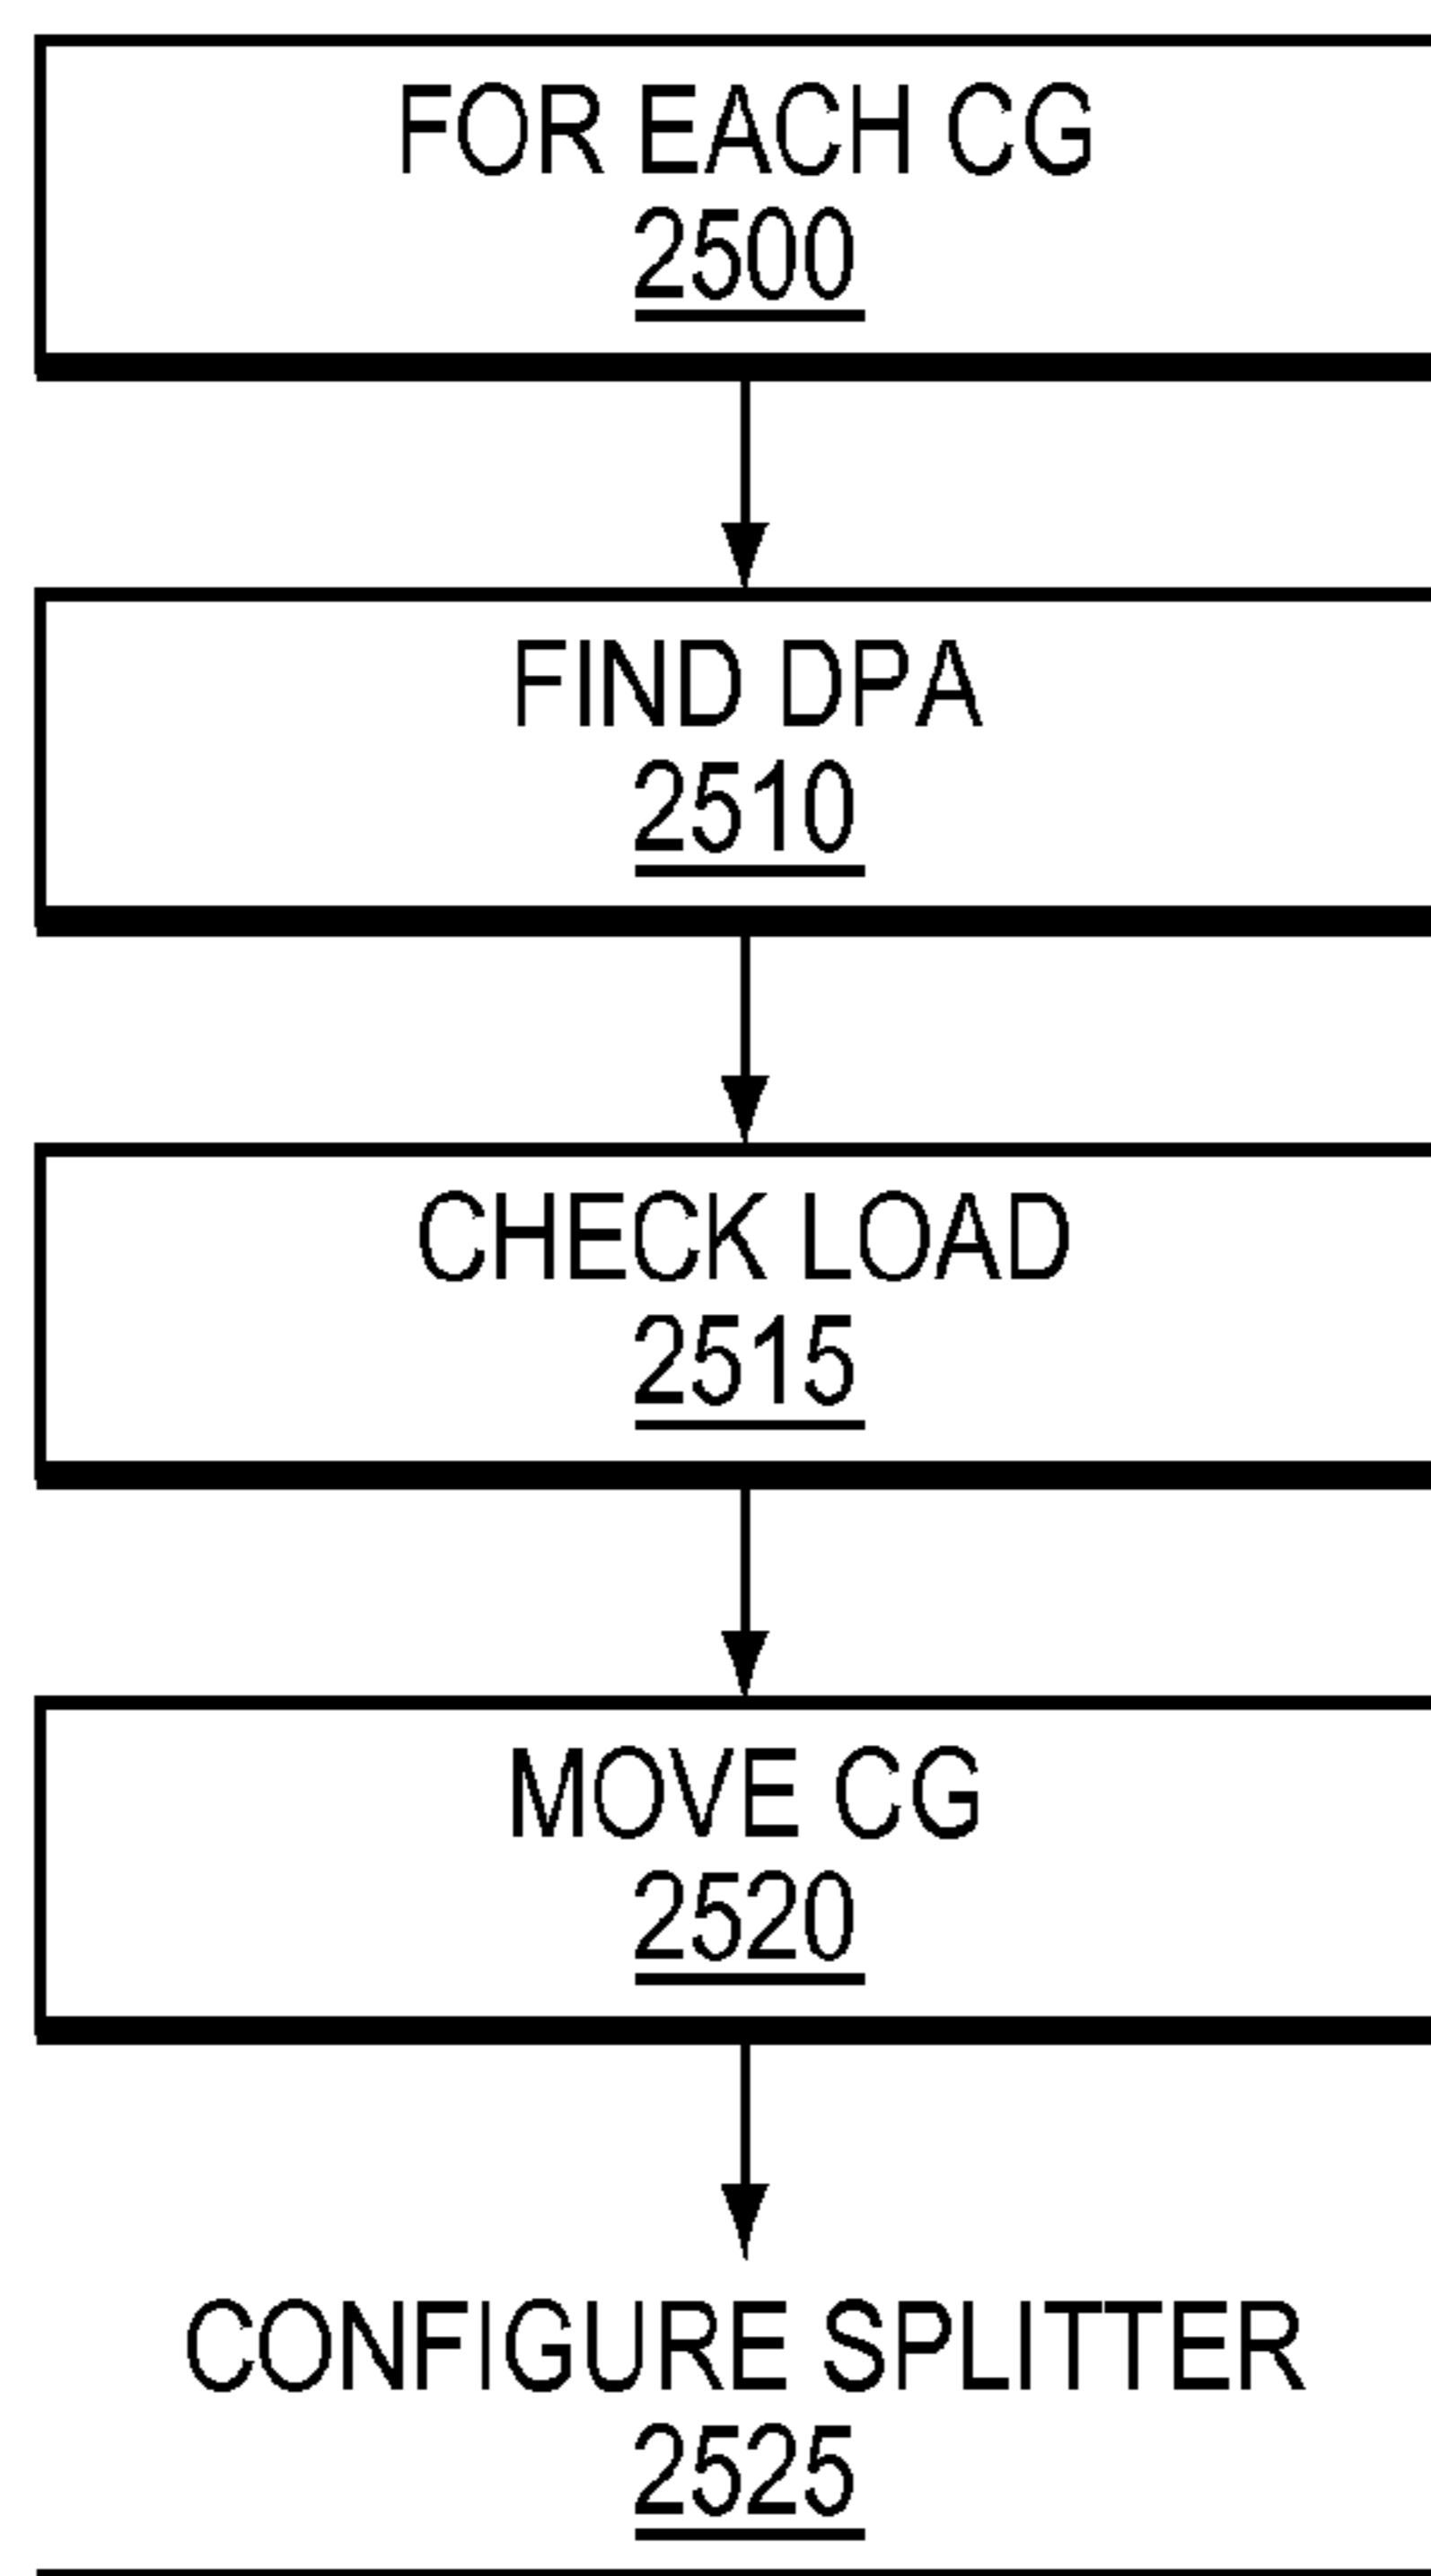 FOR EACH CG
2500
FIND DPA
2510
CHECK LOAD
2515
MOVE CG
2520
CONFIGURE SPLITTER
2525